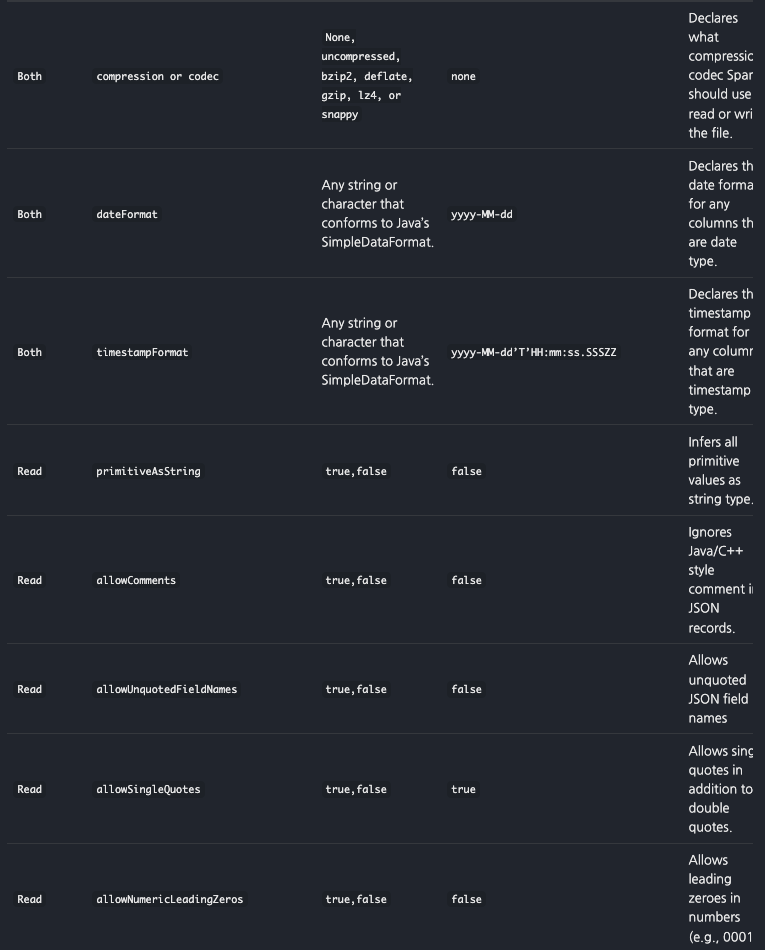 Both
compression or codec
None,
uncompressed,
bzip2, deflate,
gzip, lz4, or
snappy
none
Declares
what
compressio
codec Spar
should use
read or wri
the file.
Both
dateFormat
Any string or
character that
conforms to Java's
SimpleDataFormat.
yyyy-MM-dd
Declares th
date forma
for any
columns th
are date
type.
Both
timestampFormat
Any string or
character that
conforms to Java's
SimpleDataFormat.
yyyy-MM-dd’T’HH:mm:ss.SSSZZ
Declares th
timestamp
format for
any colum
that are
timestamp
type.
Read
primitiveAsString
true,false
false
Infers all
primitive
values as
string type.
Read
allowComments
true,false
false
Ignores
Java/C++
style
comment i
JSON
records.
Read
allowUnquotedFieldNames
true,false
false
Allows
unquoted
JSON field
names
Read
allowSingleQuotes
true,false
true
Allows sing
quotes in
addition to
double
quotes.
Read
allowNumericLeadingZeros
true,false
false
Allows
leading
zeroes in
numbers
(e.g., 0001